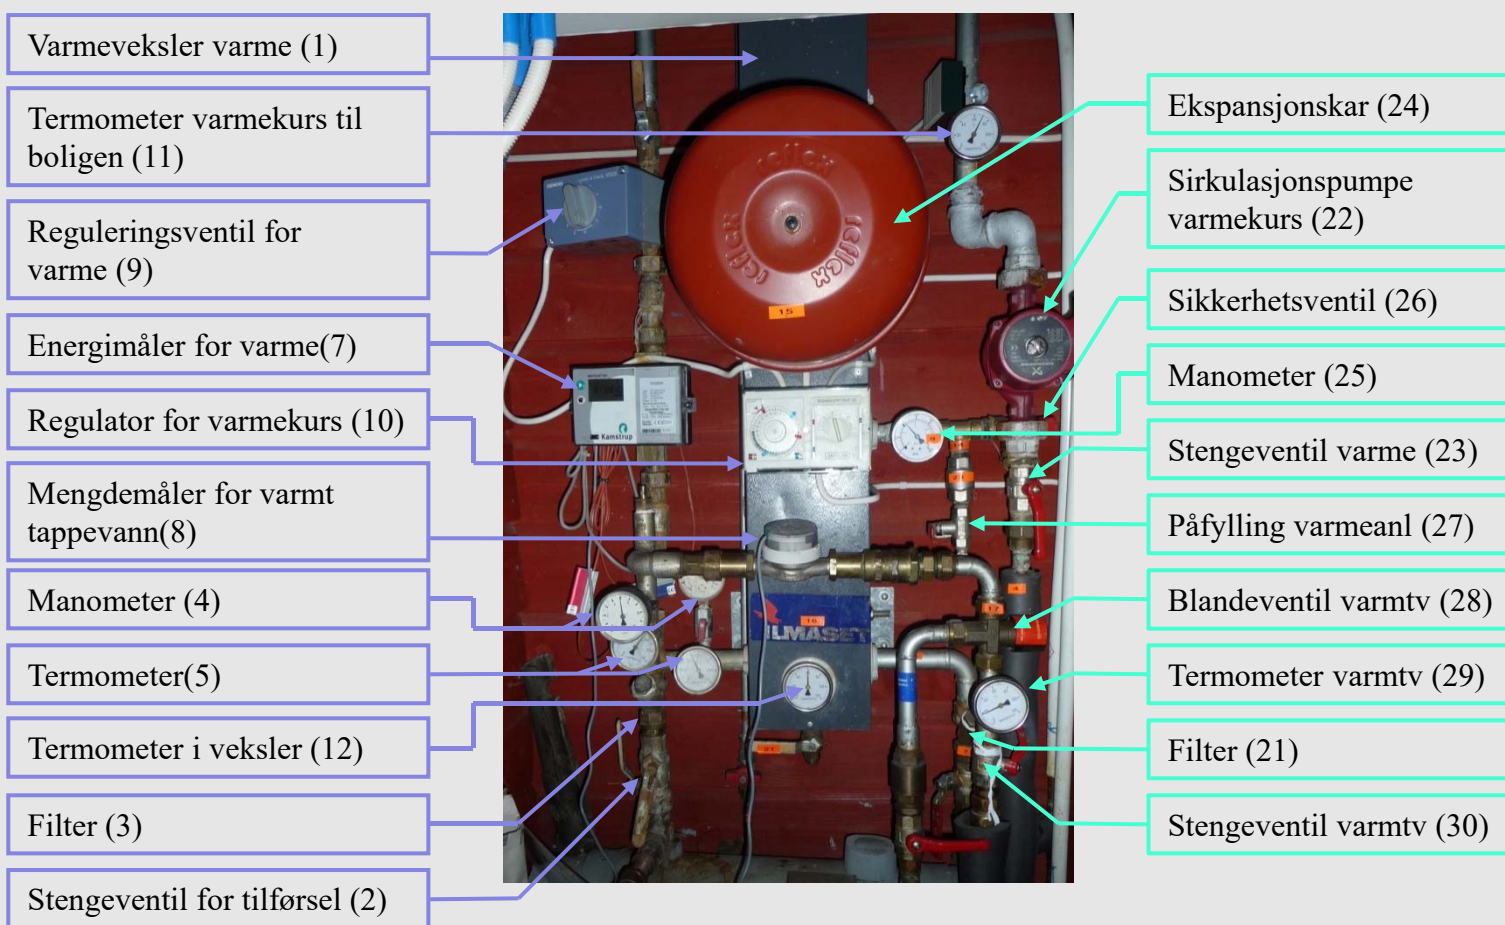 Varmeveksler varme (1)
Termometer varmekurs til
boligen (11)
Reguleringsventil for
varme (9)
Energimåler for varme(7)
Regulator for varmekurs (10)
Mengdemåler for varmt
tappevann(8)
Manometer (4)
Termometer(5)
Termometer i veksler (12)
Filter (3)
Stengeventil for tilførsel (2)
reflex
reflex
reflex
15
Kamstrup
16
ILMASET
17
Ekspansjonskar (24)
Sirkulasjonspumpe
varmekurs (22)
Sikkerhetsventil (26)
Manometer (25)
Stengeventil varme (23)
Påfylling varmeanl (27)
Blandeventil varmtv (28)
Termometer varmtv (29)
Filter (21)
Stengeventil varmtv (30)